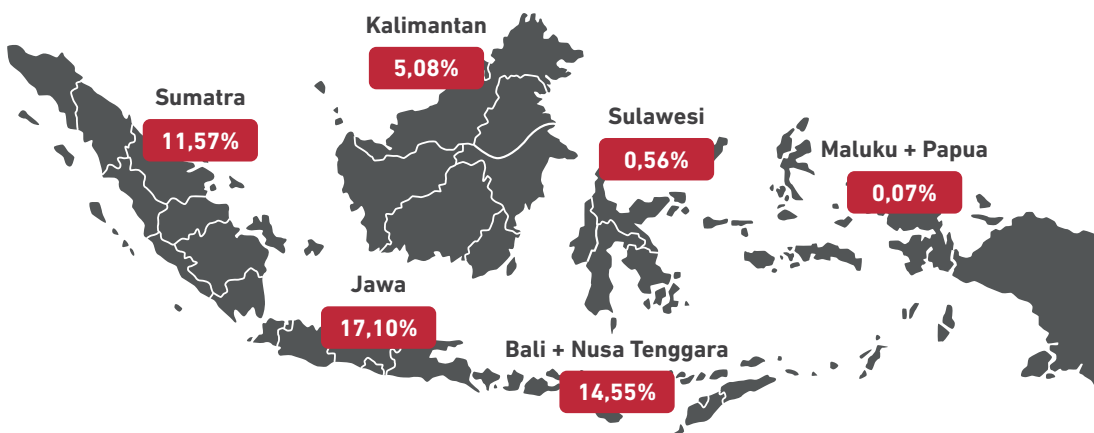 Kalimantan
5,08%
Sumatra
11,57%
Sulawesi
0,56%
Maluku + Papua
0,07%
Jawa
17,10%
Bali + Nusa Tenggara
14,55%